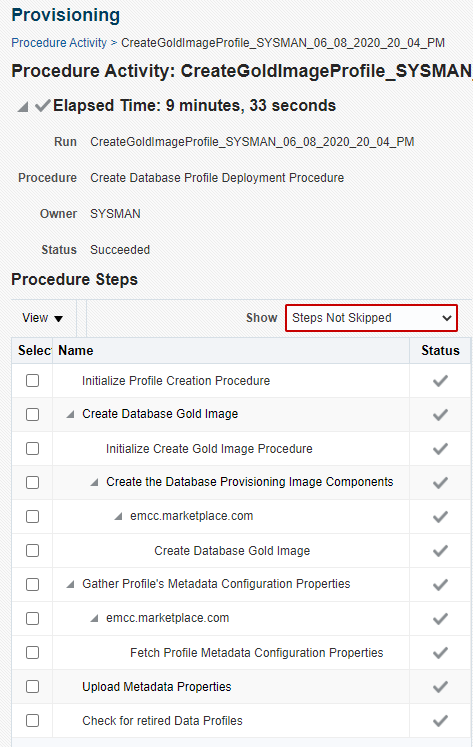 Provisioning
Procedure Activity > CreateGoldImageProfile_SYSMAN_06_08_2020_20_04_PM
Procedure Activity: CreateGoldImageProfile_SYSMAN_
Elapsed Time: 9 minutes, 33 seconds
Run CreateGoldImageProfile_SYSMAN_06_08_2020_20_04_PM
Procedure Create Database Profile Deployment Procedure
Owner SYSMAN
Status Succeeded
Procedure Steps
View Show Steps Not Skipped
Selec Name Status
Initialize Profile Creation Procedure
Create Database Gold Image
Initialize Create Gold Image Procedure
Create the Database Provisioning Image Components
emcc.marketplace.com
Create Database Gold Image
Gather Profile's Metadata Configuration Properties
emcc.marketplace.com
Fetch Profile Metadata Configuration Properties
Upload Metadata Properties
Check for retired Data Profiles